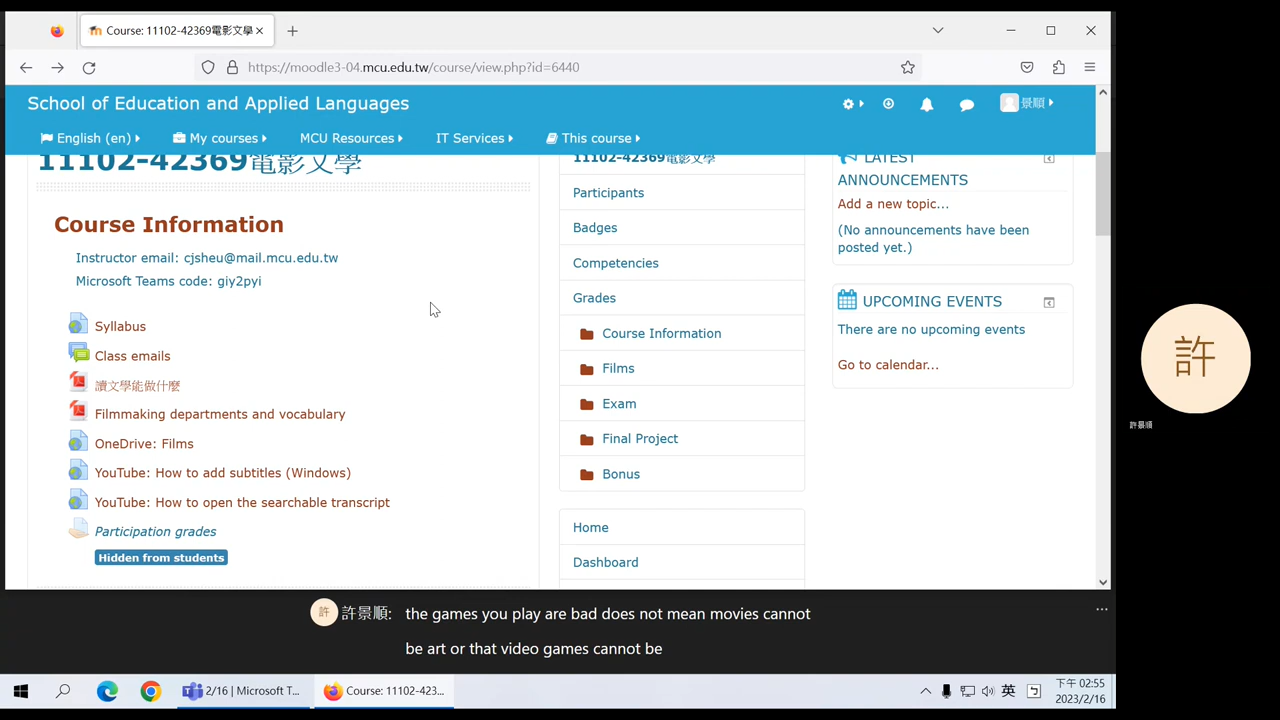 Course: 11102-42369電影文學
https://moodle3-04.mcu.edu.tw/course/view.php?id=6440
School of Education and Applied Languages
景順
English (en)
My courses
MCU Resources
IT Services
This course
11102-42369電影文學
Course Information
Instructor email: cjsheu@mail.mcu.edu.tw
Microsoft Teams code: giy2pyi
Syllabus
Class emails
讀文學能做什麼
Filmmaking departments and vocabulary
OneDrive: Films
YouTube: How to add subtitles (Windows)
YouTube: How to open the searchable transcript
Participation grades
Hidden from students
11102-42369電影文學
Participants
Badges
Competencies
Grades
Course Information
Films
Exam
Final Project
Bonus
Home
Dashboard
LATEST
ANNOUNCEMENTS
Add a new topic...
(No announcements have been
posted yet.)
UPCOMING EVENTS
There are no upcoming events
Go to calendar...
許
許景順
許
許景順:
the games you play are bad does not mean movies cannot
be art or that video games cannot be
2/16 | Microsoft T...
Course: 11102-423...
英
下午 02:55
2023/2/16